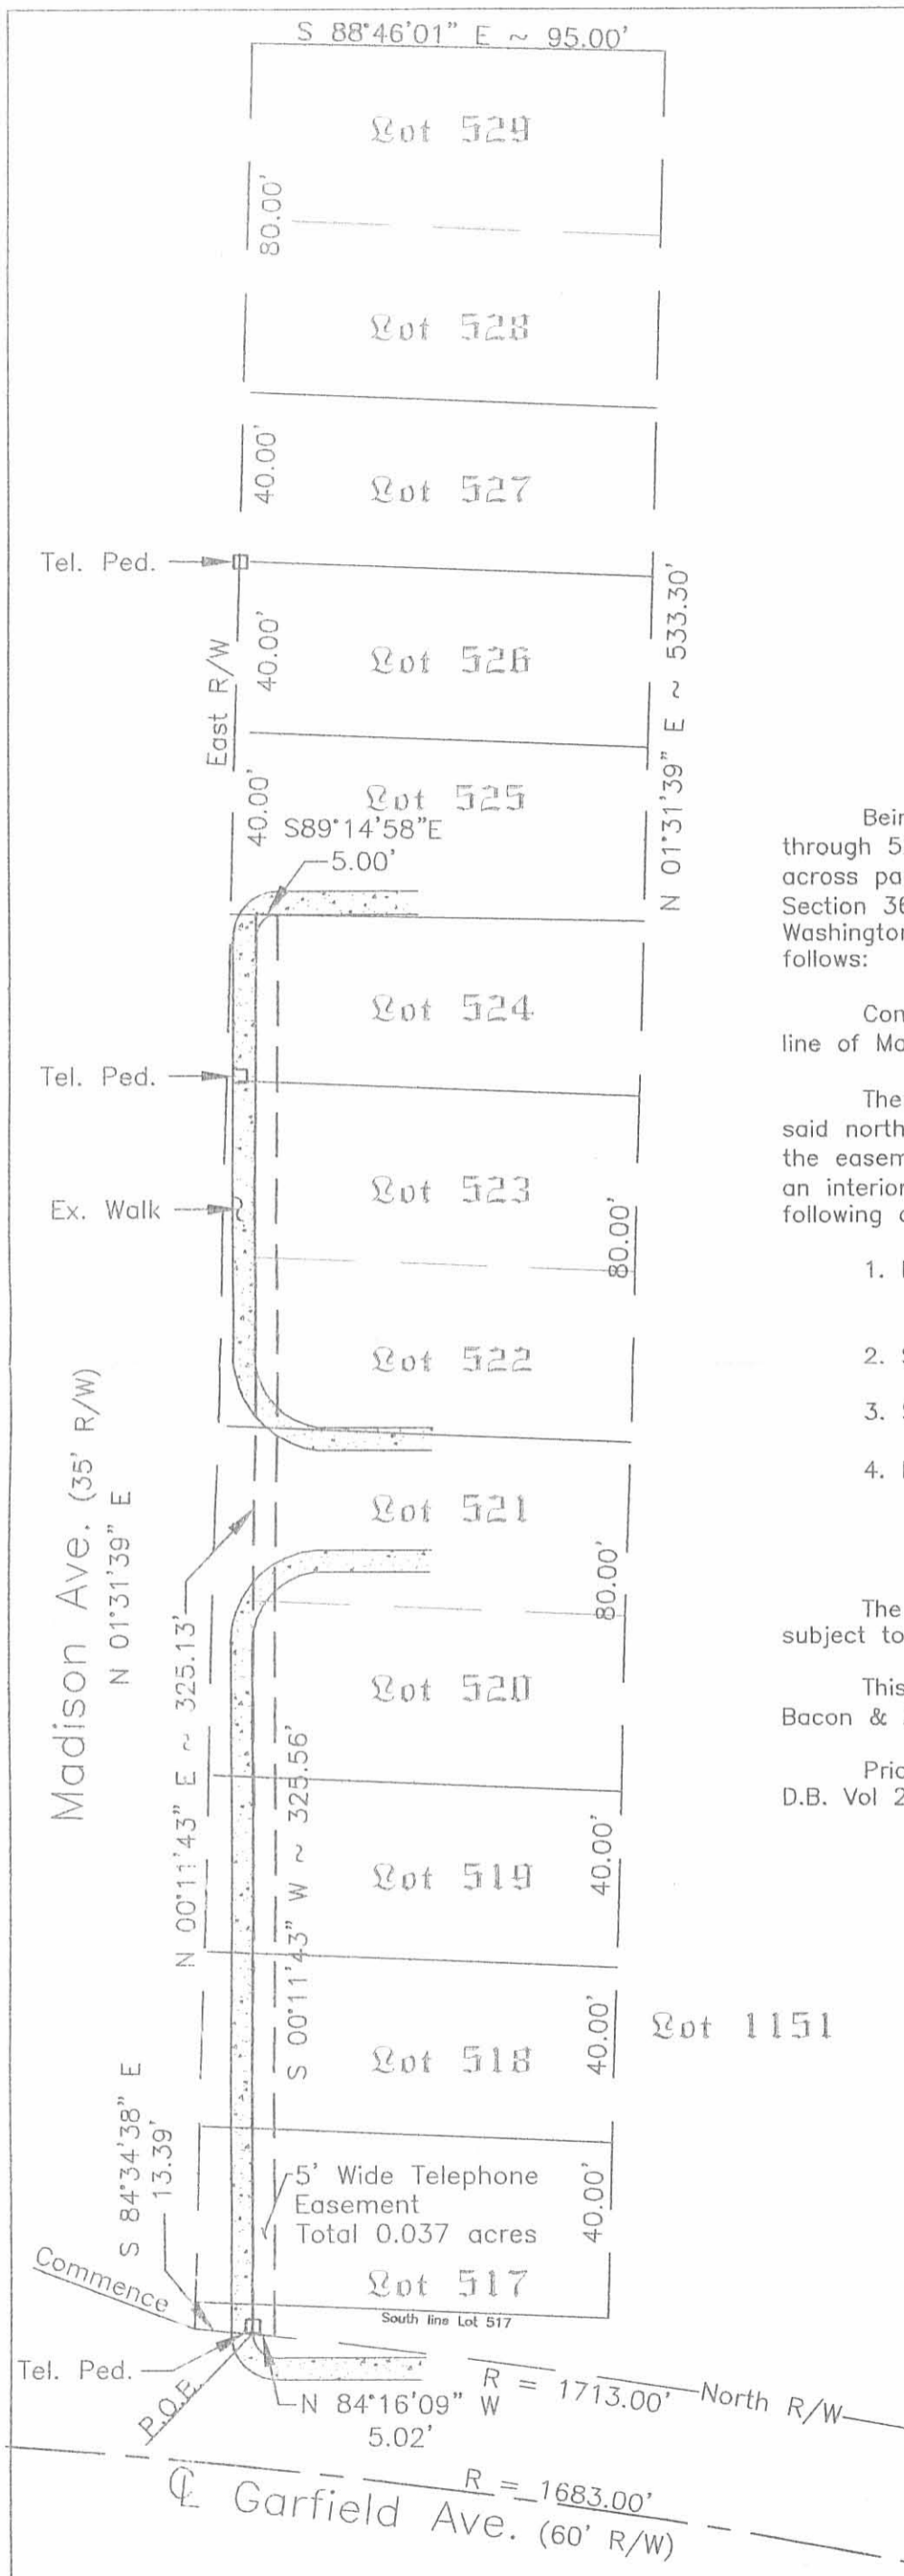 S 88°46'01" E ~ 95.00'
Lot 529
80.00'
Lot 528
40.00'
Lot 527
Tel. Ped.
East R/W
40.00'
Lot 526
N 01°31'39" E ~ 533.30'
40.00'
Lot 525
S89°14'58"E
5.00'
through
across
Section
follows:
Lot 524
line of
Tel. Ped.
The
said north
Lot 523
Ex. Walk
the
an interior
following
80.00'
1.
Lot 522
2.
3.
4.
Madison Ave. (35' R/W)
N 01°31'39" E
Lot 521
80.00'
The
subject to
N 00°11'43" E ~ 325.13'
Lot 520
This
Bacon &
S 00°11'43" W ~ 325.56'
D.B. Vol 2
40.00'
Lot 519
40.00'
Lot 518
Lot 1151
S 84°34'38" E
13.39'
5' Wide Telephone
Easement
Total 0.037 acres
40.00'
Commence
Lot 517
South line Lot 517
Tel. Ped.
P.O.E.
N 84°16'09" W
5.02'
R = 1713.00'
North R/W
R = 1683.00'
℄ Garfield Ave. (60' R/W)